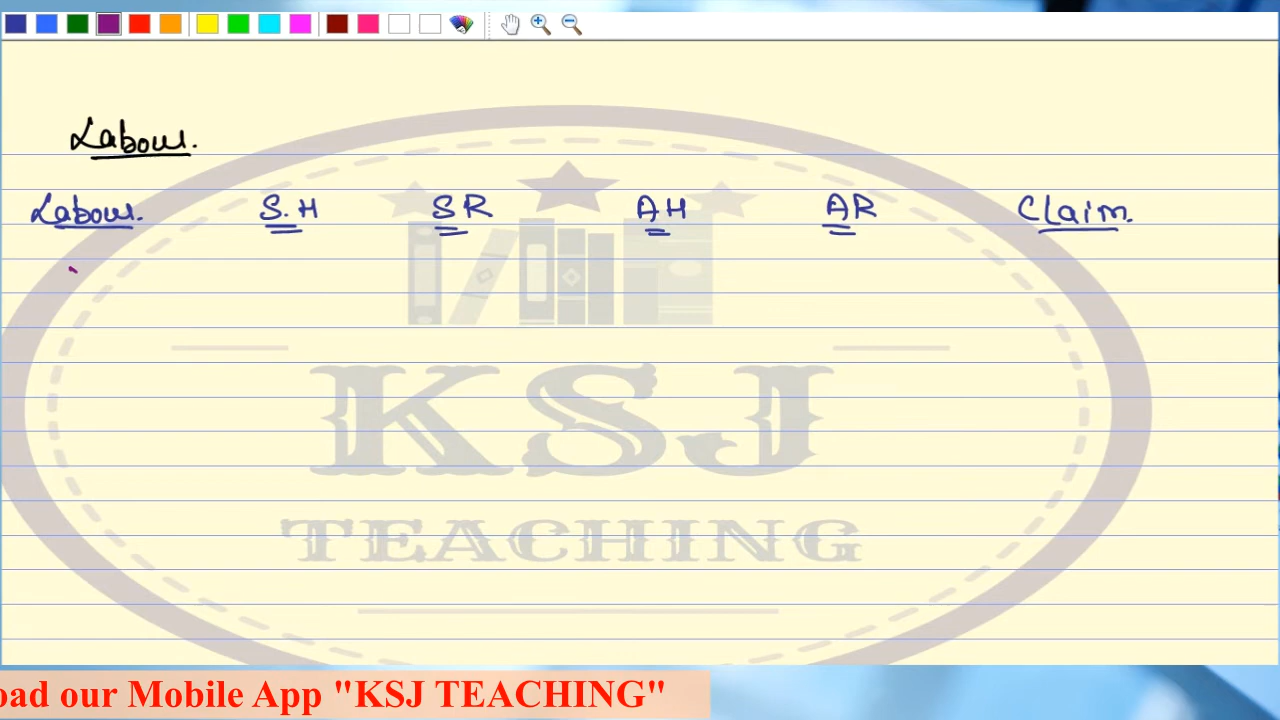 Labour.
Labour. S.H SR AH AR Claim.
KSJ
TEACHING
oad our Mobile App "KSJ TEACHING"